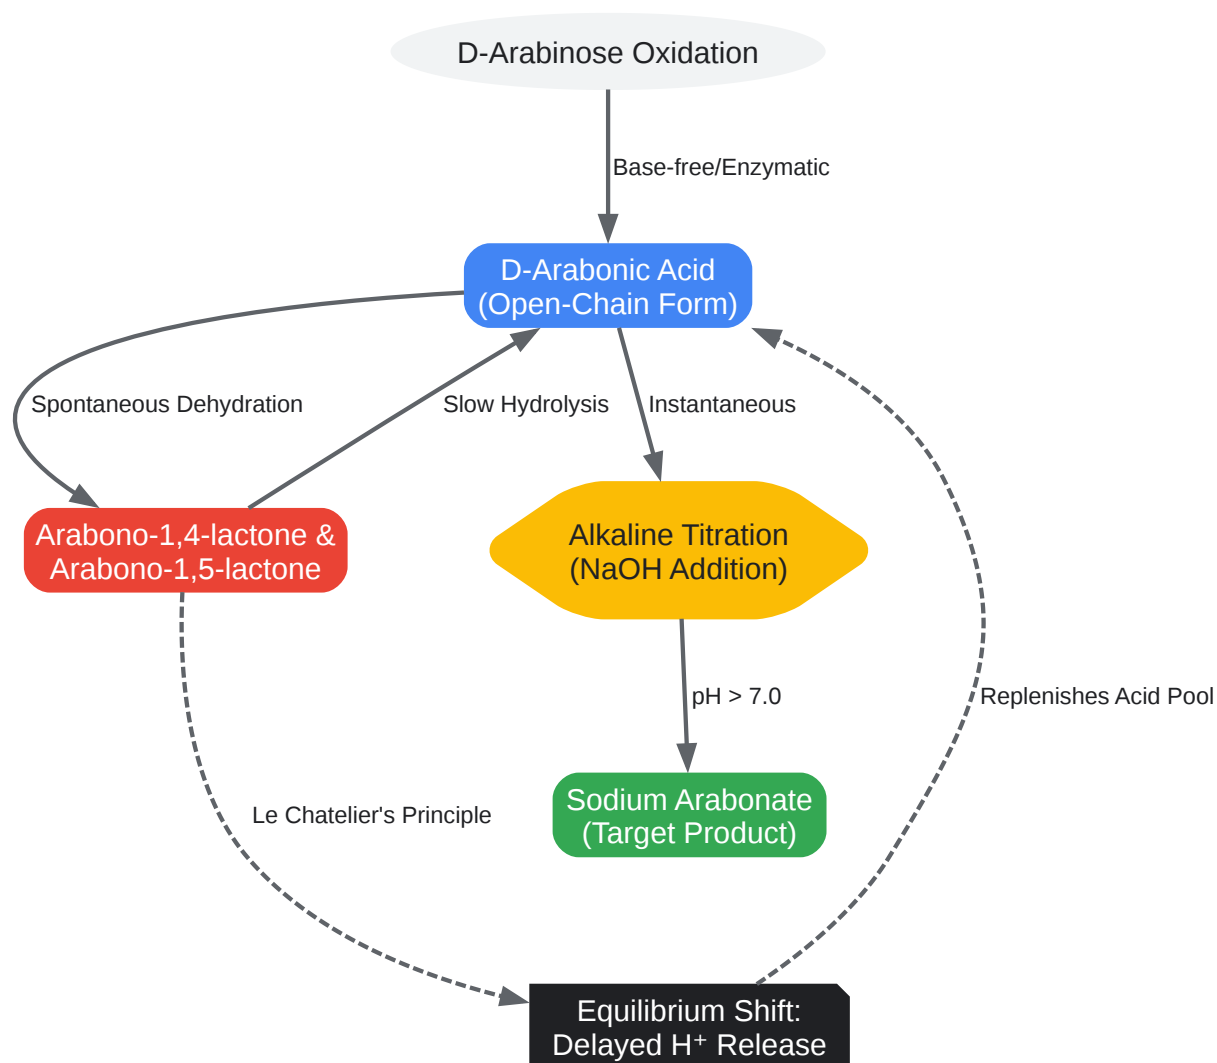 D-Arabinose Oxidation
Base-free/Enzymatic
D-Arabonic Acid
(Open-Chain Form)
Spontaneous Dehydration
Slow Hydrolysis
Instantaneous
Arabono-1,4-lactone &
Arabono-1,5-lactone
Alkaline Titration
(NaOH Addition)
pH > 7.0
Replenishes Acid Pool
Sodium Arabonate
(Target Product)
Le Chatelier's Principle
Equilibrium Shift:
Delayed H⁺ Release